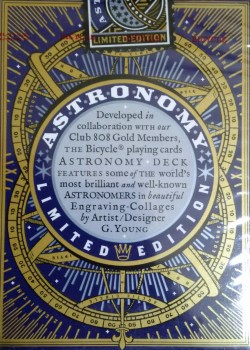 LIMITED·EDITION
ASTRONOMY
Developed in
collaboration WITH our
Club 808 Gold Members,
THE Bicycle® playing cards
ASTRONOMY · DECK
FEATURES some of THE world's
most brilliant and well-known
ASTRONOMERS in beautiful
Engraving·Collages
by Artist/Designer
G. YOUNG
LIMITED EDITION